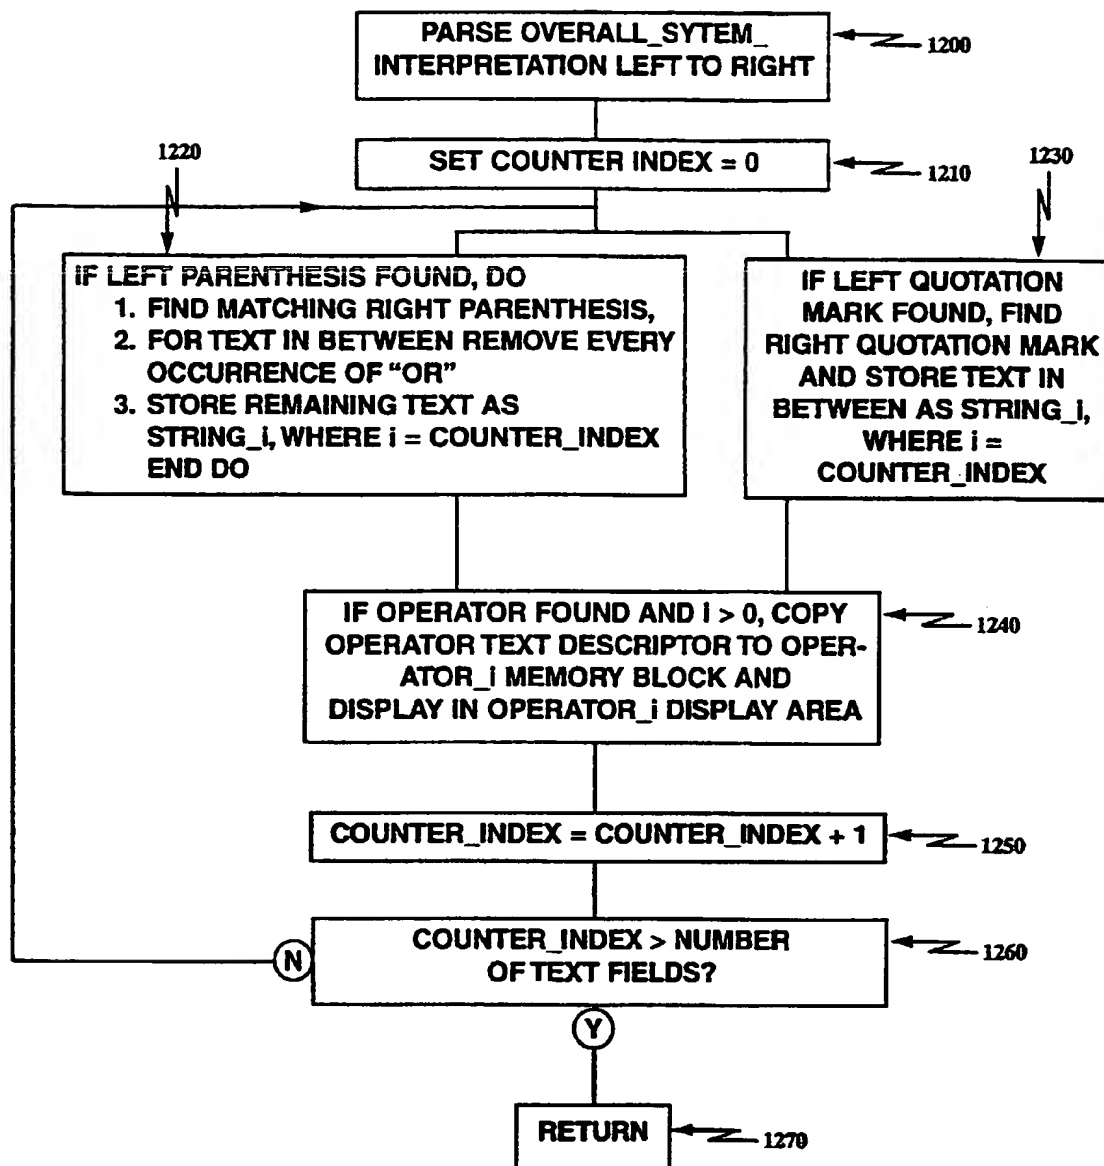 PARSE OVERALL_SYTEM_
INTERPRETATION LEFT TO RIGHT
1200
SET COUNTER INDEX = 0
1210
1220
1230
IF LEFT PARENTHESIS FOUND, DO
1. FIND MATCHING RIGHT PARENTHESIS,
2. FOR TEXT IN BETWEEN REMOVE EVERY
OCCURRENCE OF “OR”
3. STORE REMAINING TEXT AS
STRING_i, WHERE i = COUNTER_INDEX
END DO
IF LEFT QUOTATION
MARK FOUND, FIND
RIGHT QUOTATION MARK
AND STORE TEXT IN
BETWEEN AS STRING_i,
WHERE i =
COUNTER_INDEX
IF OPERATOR FOUND AND i > 0, COPY
OPERATOR TEXT DESCRIPTOR TO OPER-
ATOR_i MEMORY BLOCK AND
DISPLAY IN OPERATOR_i DISPLAY AREA
1240
COUNTER_INDEX = COUNTER_INDEX + 1
1250
COUNTER_INDEX > NUMBER
OF TEXT FIELDS?
1260
N
Y
RETURN
1270